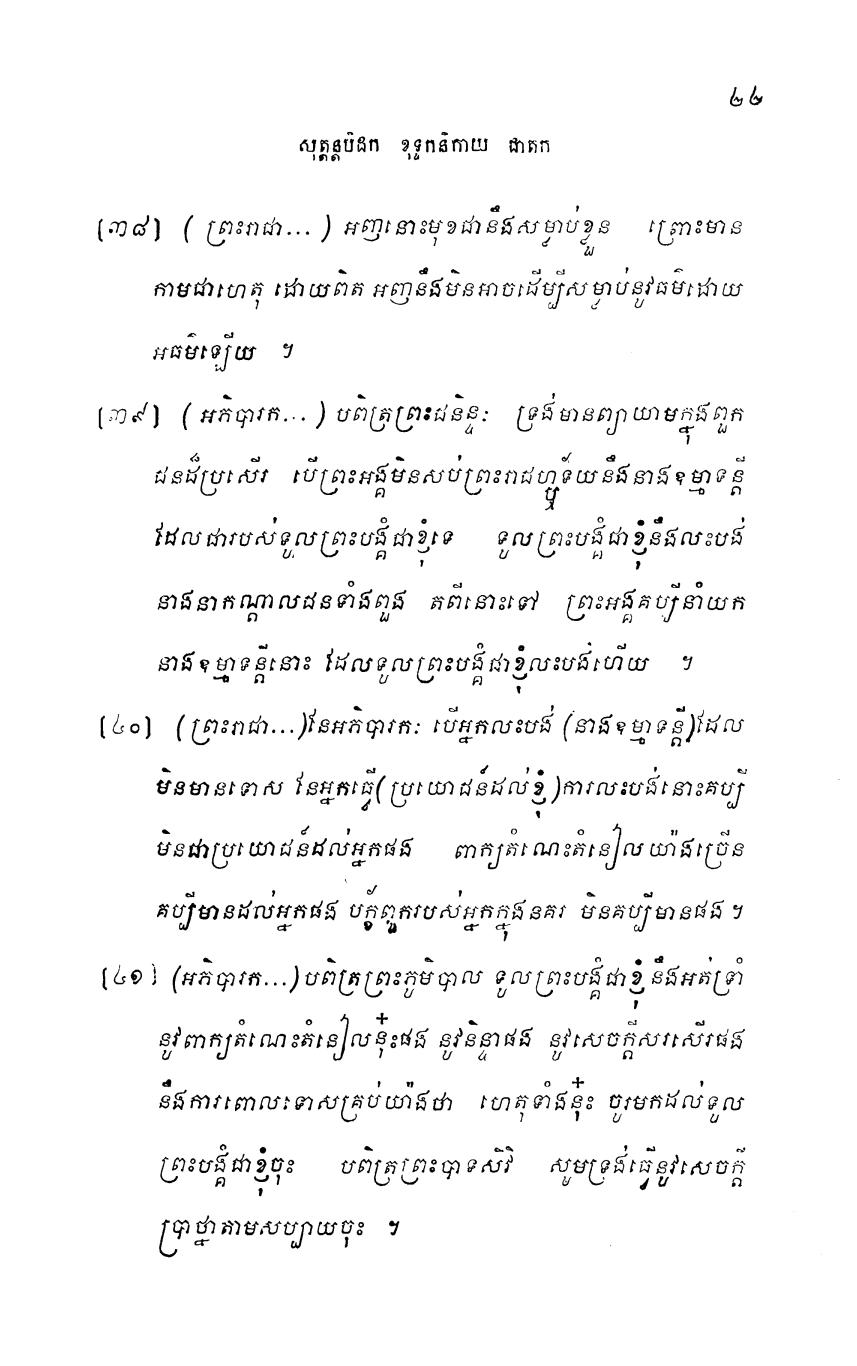 ២២
សុត្តន្តបិដក ខុទ្ទកនិកាយ ជាតក
[៣៨] (ព្រះរាជា...) អញនោះមុខជានឹងសម្លាប់ខ្លួន ព្រោះមាន
កាមជាហេតុ ដោយពិត អញនឹងមិនអាចដើម្បីសម្លាប់នូវធម៌ដោយ
អធម៌ឡើយ ។
[៣៩] (អភិបារក...) បពិត្រព្រះជនិន្ទៈ ទ្រង់មានព្យាយាមក្នុងពួក
ជនដ៏ប្រសើរ បើព្រះអង្គមិនសប់ព្រះរាជហ្ឫទ័យនឹងនាងឧម្មាទន្តី
ដែលជារបស់ទូលព្រះបង្គំជាខ្ញុំទេ ទូលព្រះបង្គំជាខ្ញុំនឹងលះបង់
នាងនាកណ្តាលជនទាំងពួង តពីនោះទៅ ព្រះអង្គគប្បីនាំយក
នាងឧម្មាទន្តីនោះ ដែលទូលព្រះបង្គំជាខ្ញុំលះបង់ហើយ ។
[៤០] (ព្រះរាជា...) នែអភិបារកៈ បើអ្នកលះបង់ (នាងឧម្មាទន្តី) ដែល
មិនមានទោស នែអ្នកធ្វើ (ប្រយោជន៍ដល់ខ្ញុំ) ការលះបង់នោះគប្បី
មិនជាប្រយោជន៍ដល់អ្នកផង ពាក្យតំណេះតំនៀលយ៉ាងច្រើន
គប្បីមានដល់អ្នកផង បក្ខ័ពួករបស់អ្នកក្នុងនគរ មិនគប្បីមានផង ។
[៤១] (អភិបារក...) បពិត្រព្រះភូមិបាល ទូលព្រះបង្គំជាខ្ញុំនឹងអត់ទ្រាំ
នូវពាក្យតំណេះតំនៀលនុ៎ះផង នូវនិន្ទាផង នូវសេចក្តីសរសើរផង
នឹងការពោលទោសគ្រប់យ៉ាងថា ហេតុទាំងនុ៎ះ ចូរមកដល់ទូល
ព្រះបង្គំជាខ្ញុំចុះ បពិត្រព្រះបាទសិវិ សូមទ្រង់ធ្វើនូវសេចក្តី
ប្រាថ្នាតាមសប្បាយចុះ ។